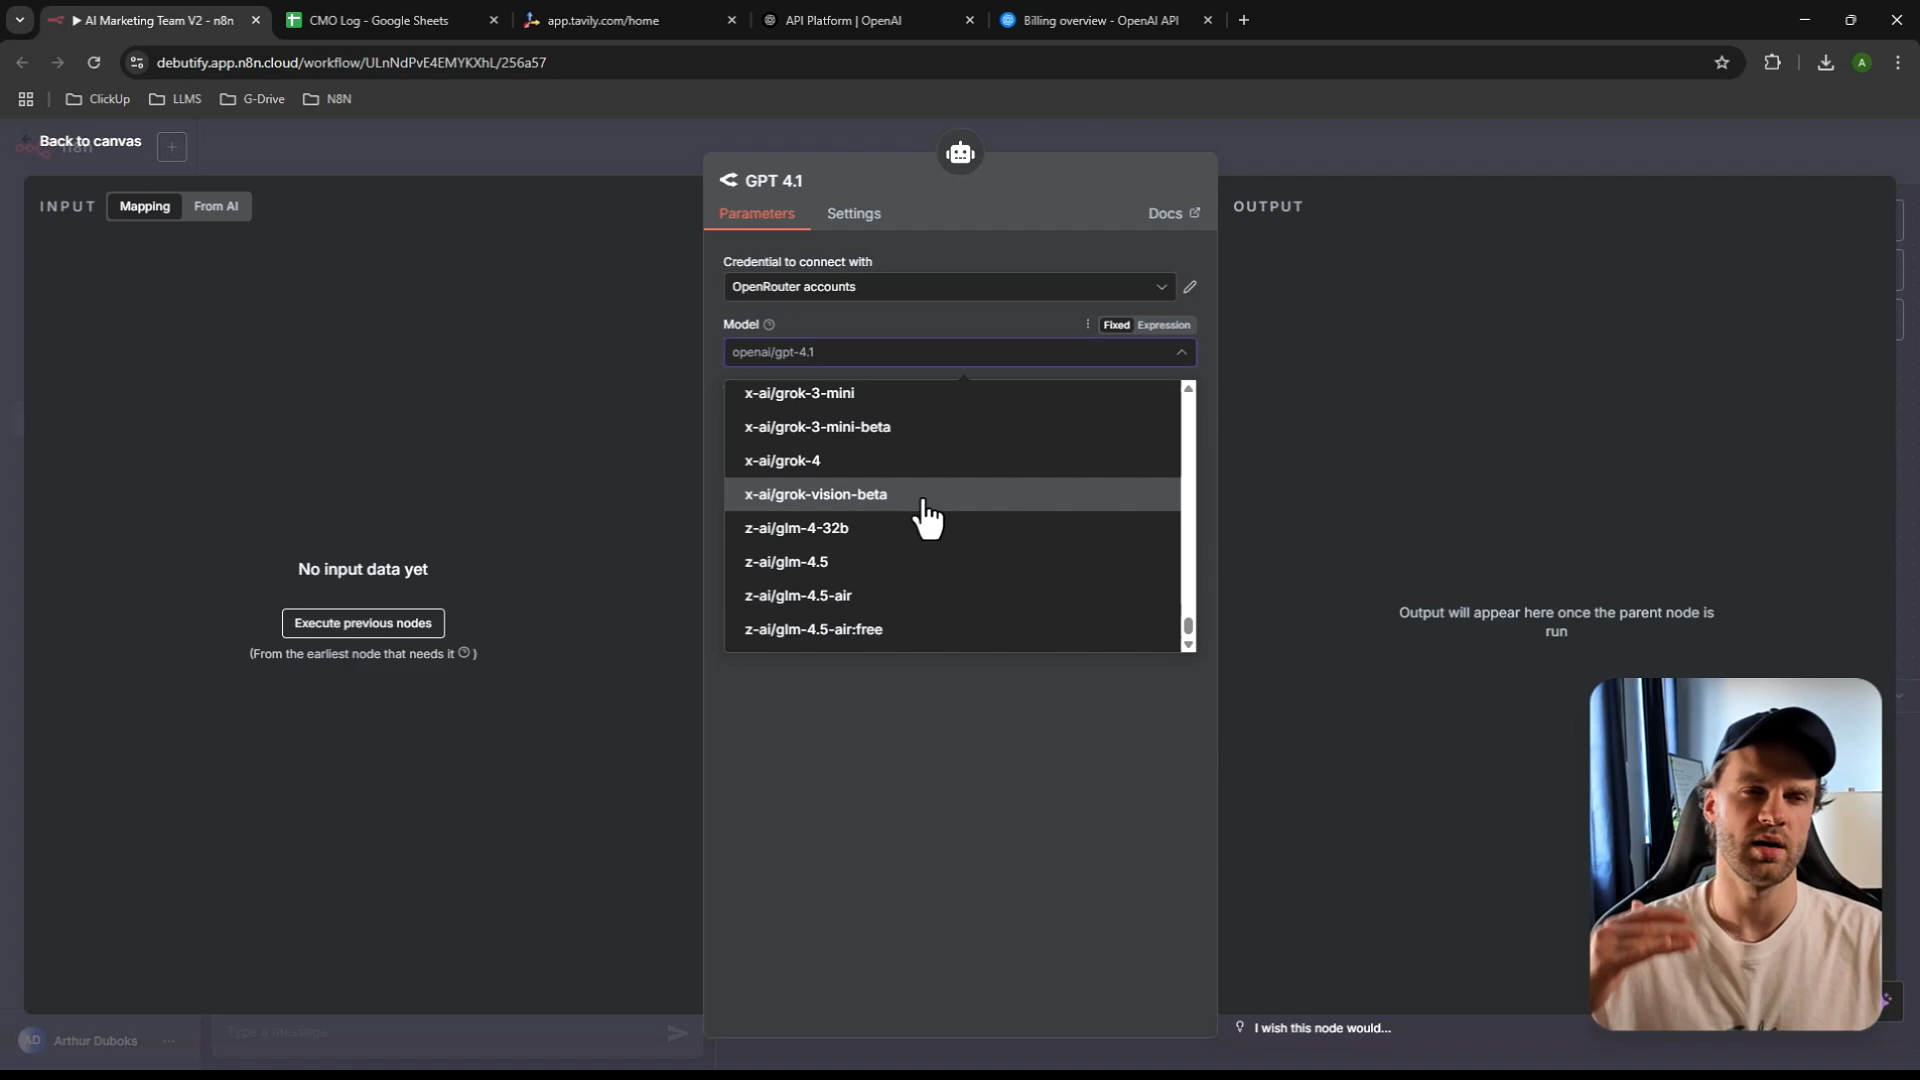 AI Marketing Team V2 - n8n
CMO Log - Google Sheets
app.tavily.com/home
API Platform | OpenAI
Billing overview - OpenAI API
debutify.app.n8n.cloud/workflow/ULnNdPvE4EMYKXhL/256a57
A
ClickUp
LLMS
G-Drive
N8N
Back to canvas
n8n
GPT 4.1
INPUT
Mapping
From AI
Parameters
Settings
Docs
OUTPUT
Credential to connect with
OpenRouter accounts
Model
Fixed
Expression
openai/gpt-4.1
x-ai/grok-3-mini
x-ai/grok-3-mini-beta
x-ai/grok-4
x-ai/grok-vision-beta
z-ai/glm-4-32b
z-ai/glm-4.5
z-ai/glm-4.5-air
z-ai/glm-4.5-air:free
No input data yet
Execute previous nodes
(From the earliest node that needs it )
Output will appear here once the parent node is
run
I wish this node would...
AD
Arthur Duboks
Type a message